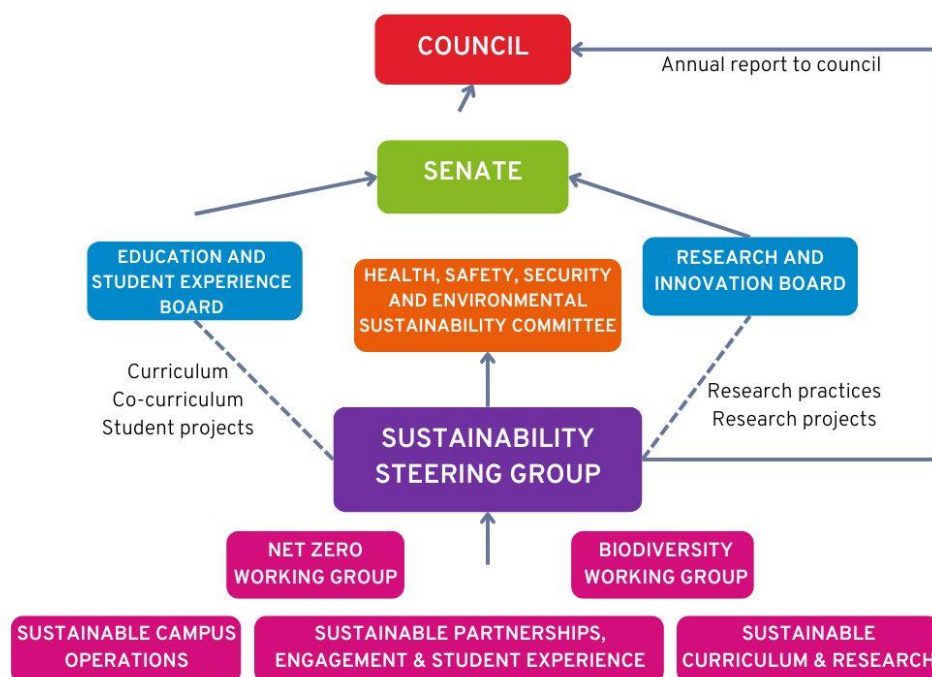 COUNCIL
Annual report to council
SENATE
EDUCATION AND
STUDENT EXPERIENCE
BOARD
HEALTH, SAFETY, SECURITY
AND ENVIRONMENTAL
SUSTAINABILITY COMMITTEE
RESEARCH AND
INNOVATION BOARD
Curriculum
Co-curriculum
Student projects
Research practices
Research projects
SUSTAINABILITY
STEERING GROUP
NET ZERO
WORKING GROUP
BIODIVERSITY
WORKING GROUP
SUSTAINABLE CAMPUS
OPERATIONS
SUSTAINABLE PARTNERSHIPS,
ENGAGEMENT & STUDENT EXPERIENCE
SUSTAINABLE
CURRICULUM & RESEARCH